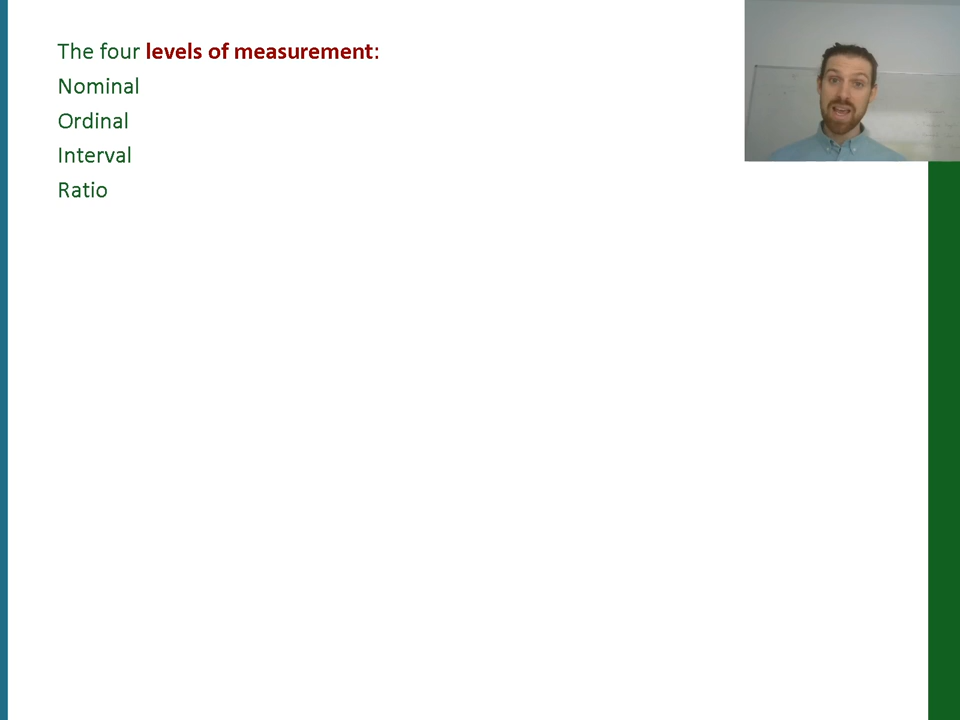 The four levels of measurement:
Nominal
Ordinal
Interval
Ratio